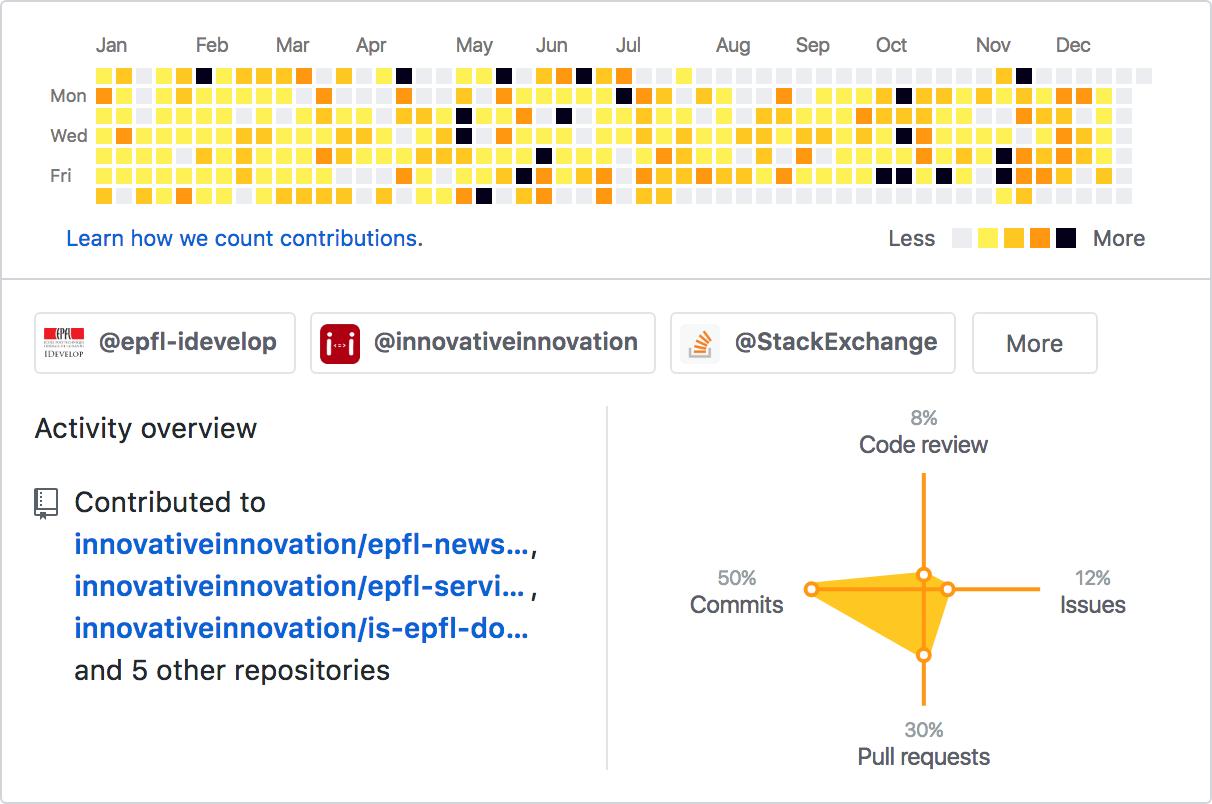 Jan Feb Mar Apr May Jun Jul Aug Sep Oct Nov Dec
Mon
Wed
Fri
Learn how we count contributions.
Less More
EPFL
IDEVELOP
@epfl-idevelop
@innovativeinnovation
@StackExchange
More
Activity overview
Contributed to
innovativeinnovation/epfl-news…,
innovativeinnovation/epfl-servi… ,
innovativeinnovation/is-epfl-do…
and 5 other repositories
8%
Code review
50%
Commits
12%
Issues
30%
Pull requests